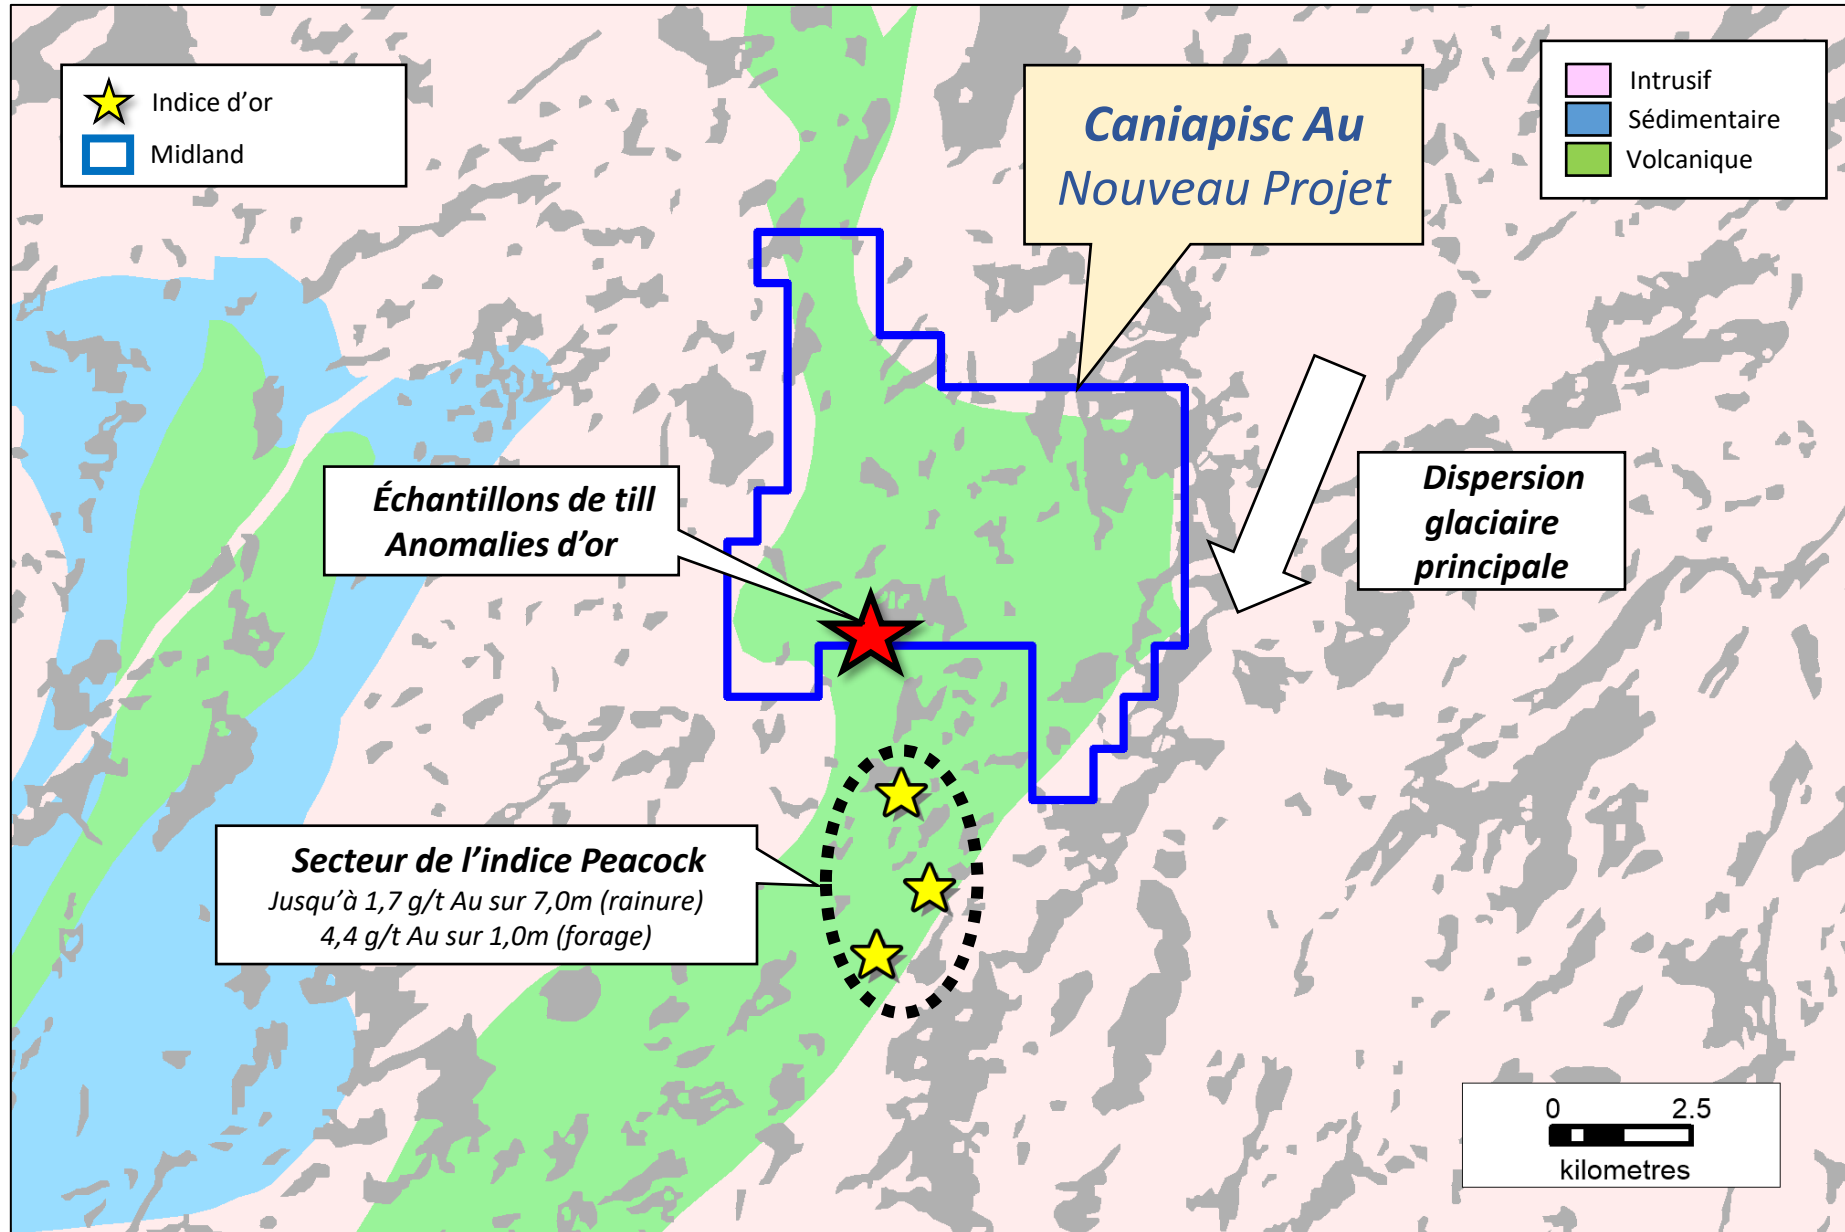 Indice d'or
Midland
Caniapisc Au
Nouveau Projet
Intrusif
Sédimentaire
Volcanique
Échantillons de till
Anomalies d'or
Dispersion
glaciaire
principale
Secteur de l'indice Peacock
Jusqu'à 1,7 g/t Au sur 7,0m (rainure)
4,4 g/t Au sur 1,0m (forage)
0 2.5
kilometres